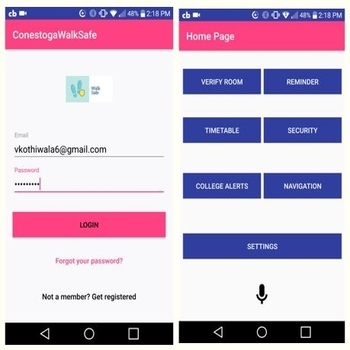 cb 48% 2:18 PM
ConestogaWalkSafe
Walk
Safe
Email
vkothiwala6@gmail.com
Password
LOGIN
Forgot your password?
Not a member? Get registered
cb 48% 2:18 PM
Home Page
VERIFY ROOM REMINDER
TIMETABLE SECURITY
COLLEGE ALERTS NAVIGATION
SETTINGS